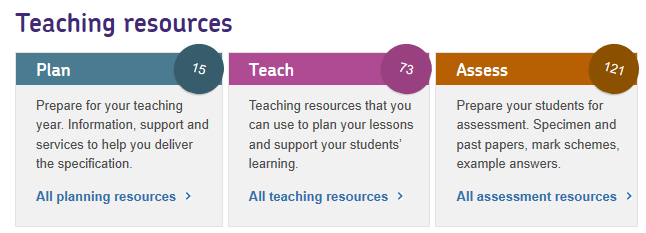 Teaching resources
Plan 15
Prepare for your teaching
year. Information, support and
services to help you deliver
the specification.
All planning resources >
Teach 73
Teaching resources that you
can use to plan your lessons
and support your students’
learning.
All teaching resources >
Assess 121
Prepare your students for
assessment. Specimen and
past papers, mark schemes,
example answers.
All assessment resources >